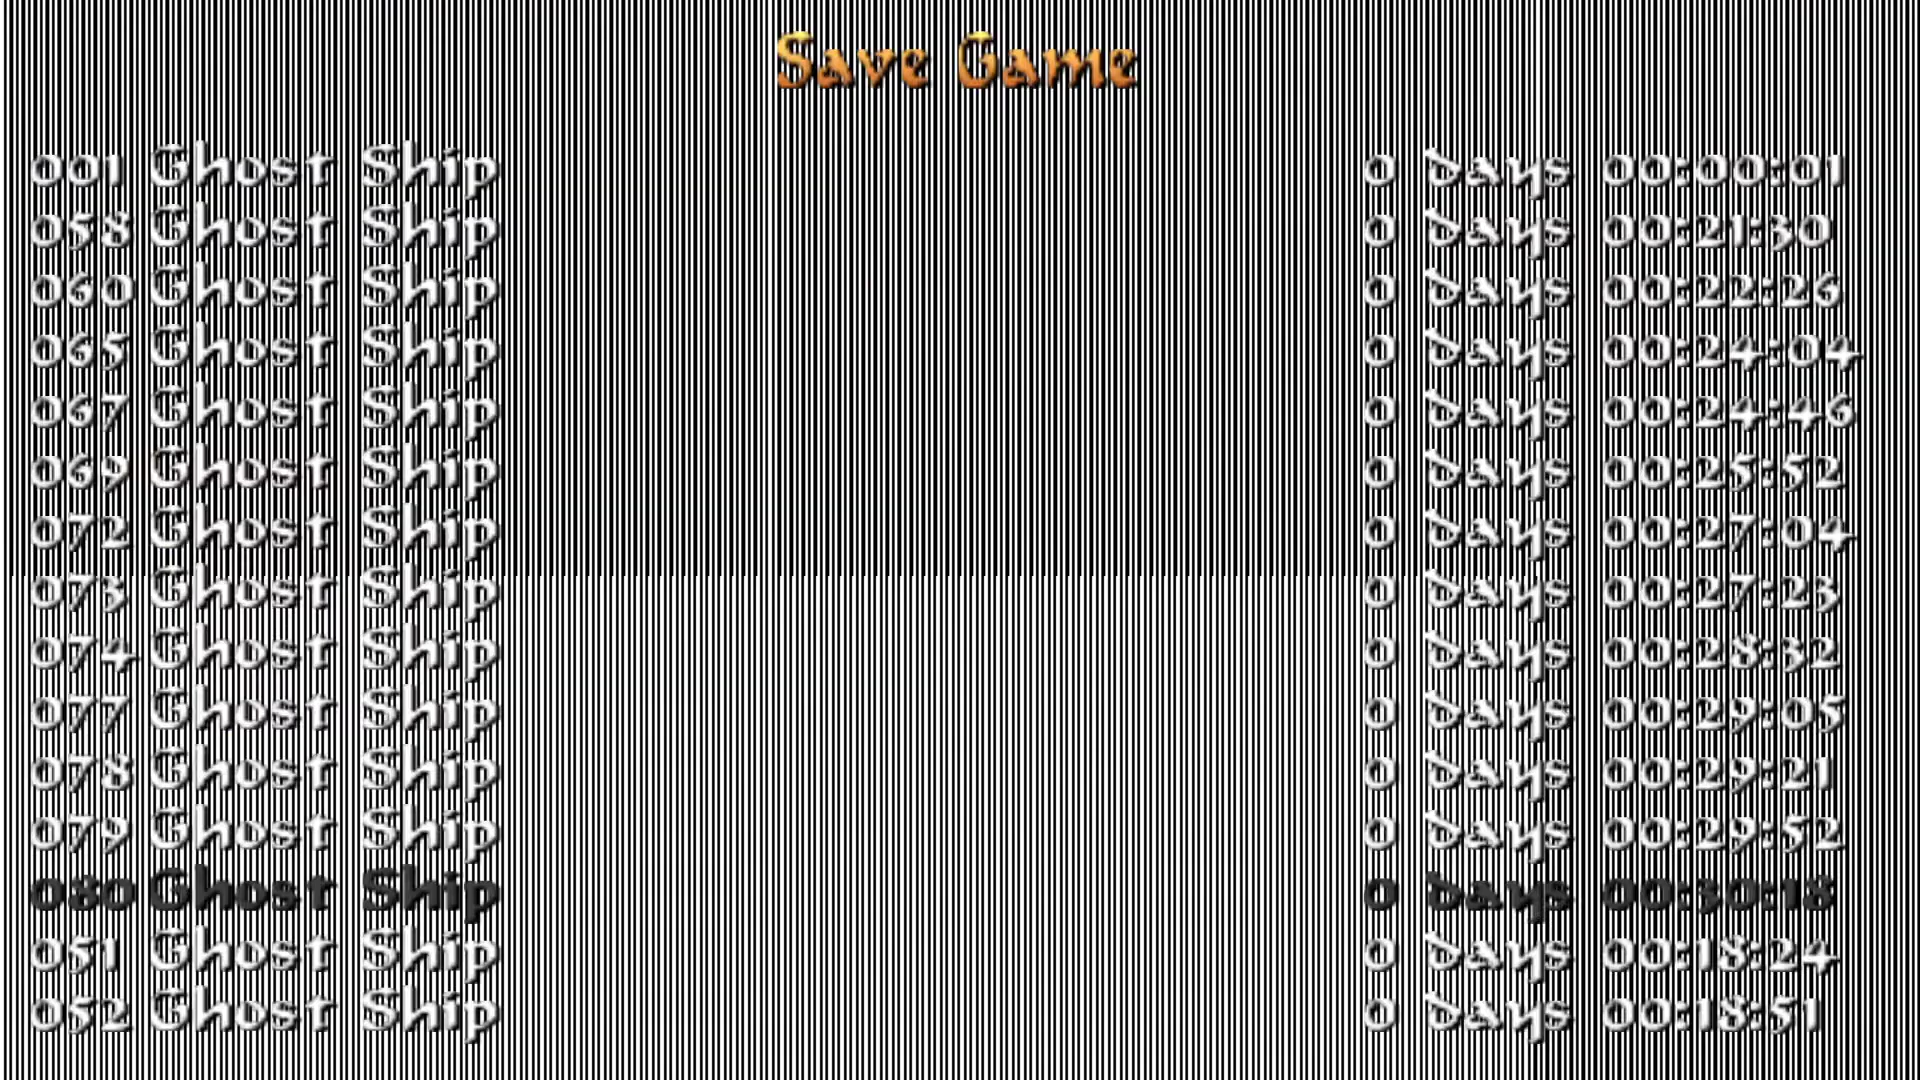 Save Game
001 Ghost Ship 0 Days 00:00:01
058 Ghost Ship 0 Days 00:21:30
060 Ghost Ship 0 Days 00:22:26
065 Ghost Ship 0 Days 00:24:04
067 Ghost Ship 0 Days 00:24:46
069 Ghost Ship 0 Days 00:25:52
072 Ghost Ship 0 Days 00:27:04
073 Ghost Ship 0 Days 00:27:23
074 Ghost Ship 0 Days 00:28:32
077 Ghost Ship 0 Days 00:29:05
078 Ghost Ship 0 Days 00:29:21
079 Ghost Ship 0 Days 00:29:52
080 Ghost Ship 0 Days 00:30:18
051 Ghost Ship 0 Days 00:18:24
052 Ghost Ship 0 Days 00:18:51